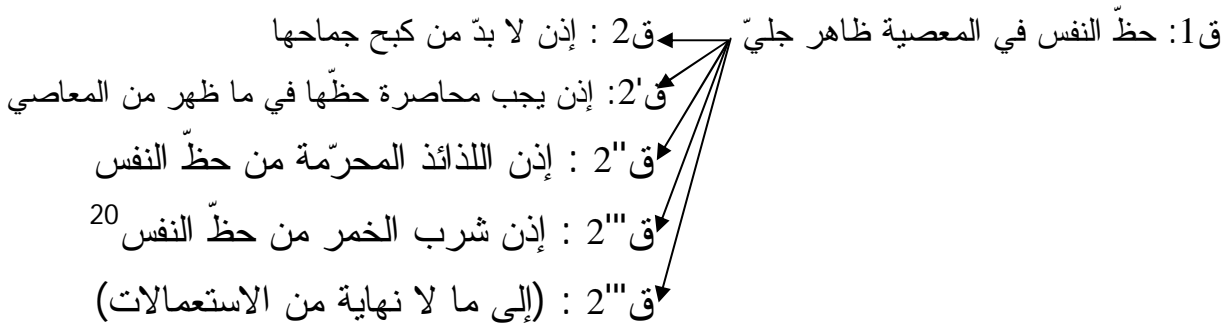 ق1: حظّ النفس في المعصية ظاهر جليّ ق2 : إذن لا بدّ من كبح جماحها
ق'2: إذن يجب محاصرة حظّها في ما ظهر من المعاصي
ق''2 : إذن اللذائذ المحرّمة من حظّ النفس
ق'''2 : إذن شرب الخمر من حظّ النفس20
ق'''2 : (إلى ما لا نهاية من الاستعمالات)